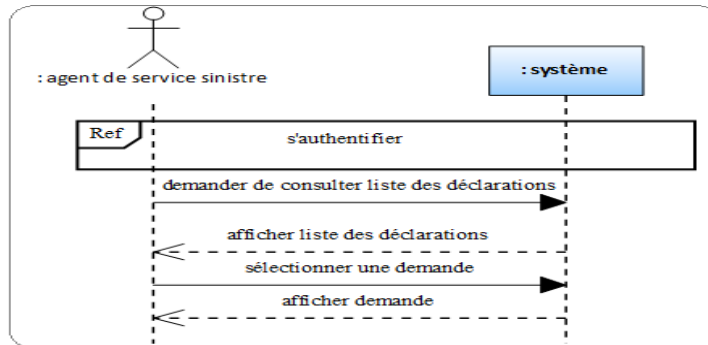 : agent de service sinistre
: système
Ref
s'authentifier
demander de consulter liste des déclarations
afficher liste des déclarations
sélectionner une demande
afficher demande